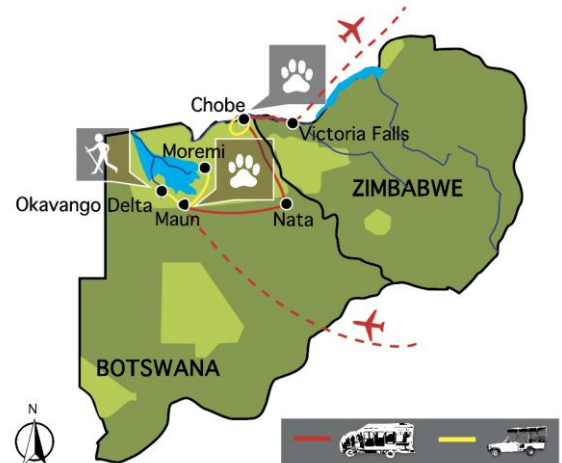 Chobe
Victoria Falls
Moremi
ZIMBABWE
Okavango Delta
Maun
Nata
BOTSWANA
N